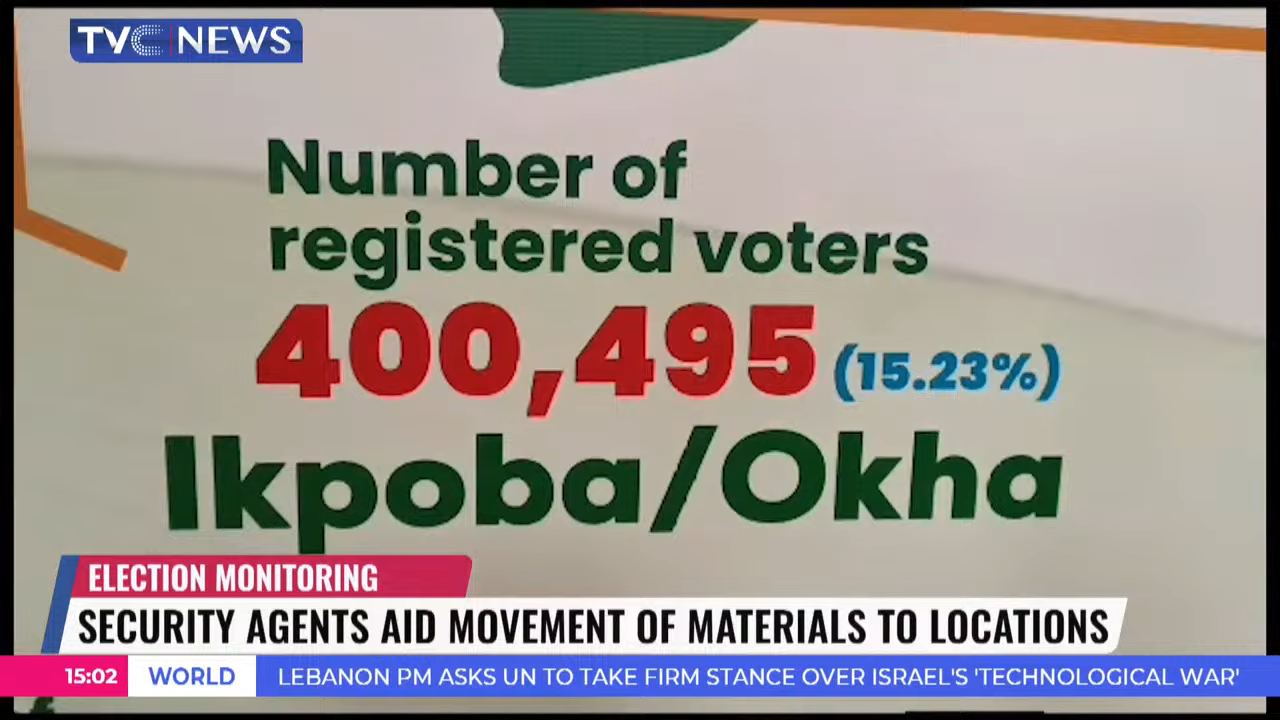 TVC NEWS
Number of
registered voters
400,495 (15.23%)
Ikpoba/Okha
ELECTION MONITORING
SECURITY AGENTS AID MOVEMENT OF MATERIALS TO LOCATIONS
15:02 WORLD LEBANON PM ASKS UN TO TAKE FIRM STANCE OVER ISRAEL'S 'TECHNOLOGICAL WAR'